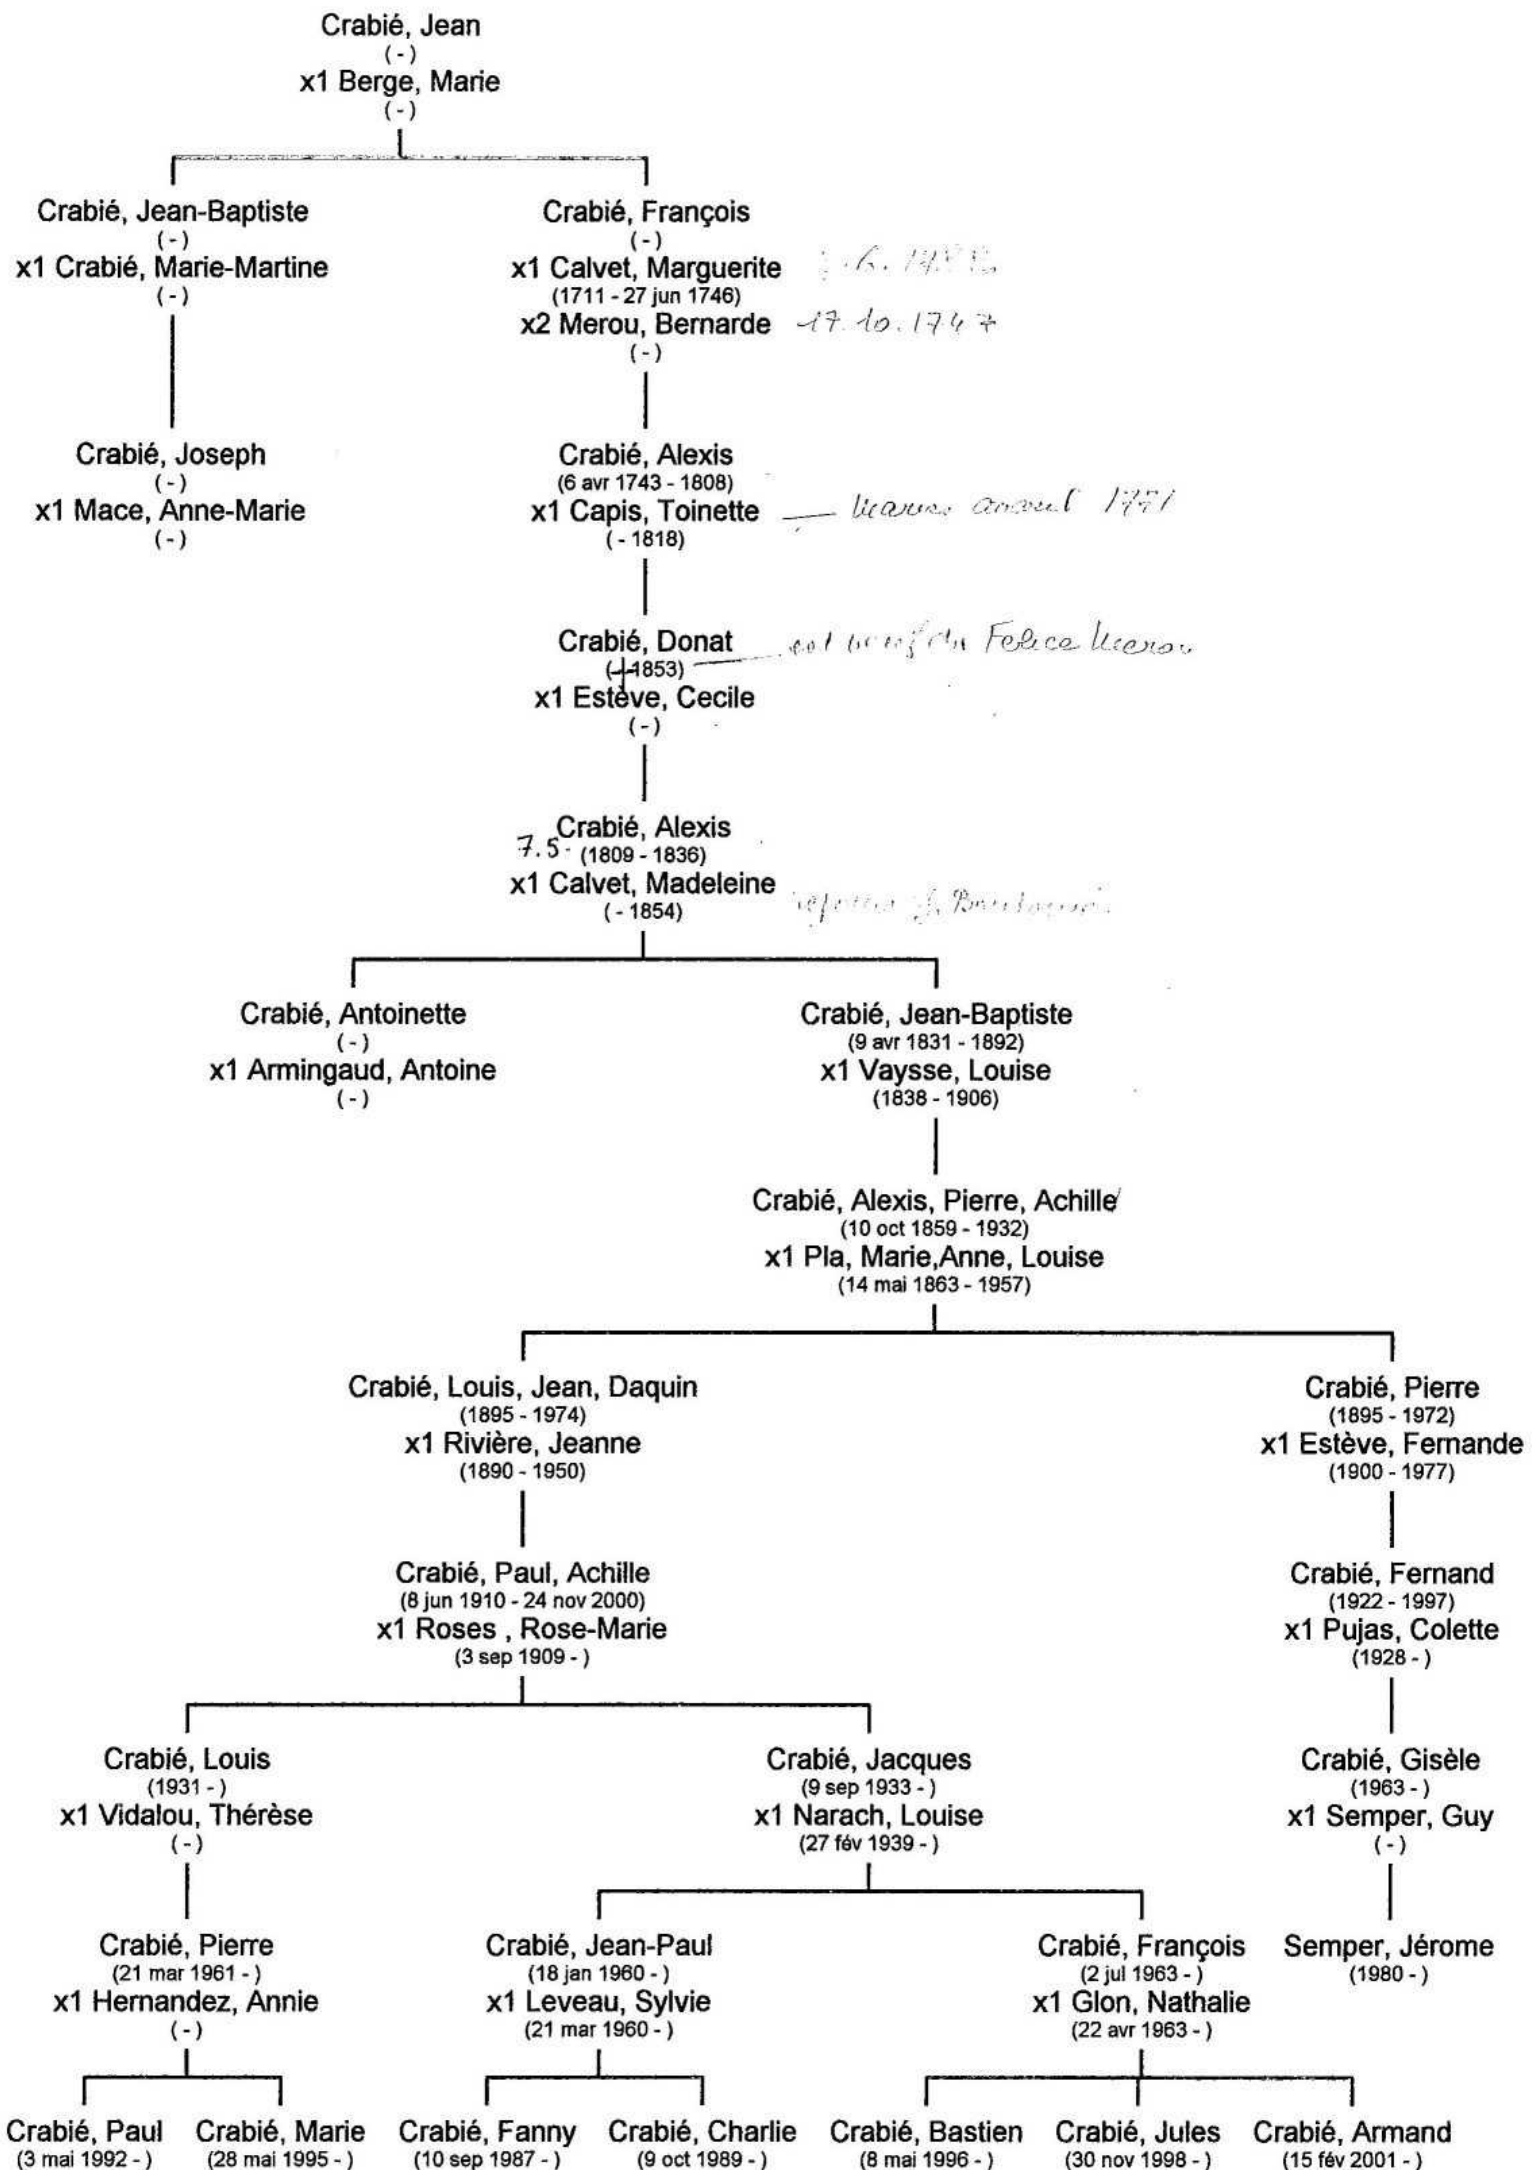 Crabié, Jean
( - )
x1 Berge, Marie
( - )
Crabié, Jean-Baptiste
( - )
x1 Crabié, Marie-Martine
( - )
Crabié, François
( - )
x1 Calvet, Marguerite
(1711 - 27 jun 1746)
x2 Merou, Bernarde 17.10.1747
( - )
Crabié, Joseph
( - )
x1 Mace, Anne-Marie
( - )
Crabié, Alexis
(6 avr 1743 - 1808)
x1 Capis, Toinette
( - 1818)
Crabié, Donat
( - 1853) Felice
x1 Estève, Cecile
( - )
Crabié, Alexis
7.5. (1809 - 1836)
x1 Calvet, Madeleine
( - 1854)
Crabié, Antoinette
( - )
x1 Armingaud, Antoine
( - )
Crabié, Jean-Baptiste
(9 avr 1831 - 1892)
x1 Vaysse, Louise
(1838 - 1906)
Crabié, Alexis, Pierre, Achille
(10 oct 1859 - 1932)
x1 Pla, Marie,Anne, Louise
(14 mai 1863 - 1957)
Crabié, Louis, Jean, Daquin
(1895 - 1974)
x1 Rivière, Jeanne
(1890 - 1950)
Crabié, Pierre
(1895 - 1972)
x1 Estève, Fernande
(1900 - 1977)
Crabié, Paul, Achille
(8 jun 1910 - 24 nov 2000)
x1 Roses , Rose-Marie
(3 sep 1909 - )
Crabié, Fernand
(1922 - 1997)
x1 Pujas, Colette
(1928 - )
Crabié, Louis
(1931 - )
x1 Vidalou, Thérèse
( - )
Crabié, Jacques
(9 sep 1933 - )
x1 Narach, Louise
(27 fév 1939 - )
Crabié, Gisèle
(1963 - )
x1 Semper, Guy
( - )
Crabié, Pierre
(21 mar 1961 - )
x1 Hernandez, Annie
( - )
Crabié, Jean-Paul
(18 jan 1960 - )
x1 Leveau, Sylvie
(21 mar 1960 - )
Crabié, François
(2 jul 1963 - )
x1 Glon, Nathalie
(22 avr 1963 - )
Semper, Jérome
(1980 - )
Crabié, Paul
(3 mai 1992 - )
Crabié, Marie
(28 mai 1995 - )
Crabié, Fanny
(10 sep 1987 - )
Crabié, Charlie
(9 oct 1989 - )
Crabié, Bastien
(8 mai 1996 - )
Crabié, Jules
(30 nov 1998 - )
Crabié, Armand
(15 fév 2001 - )